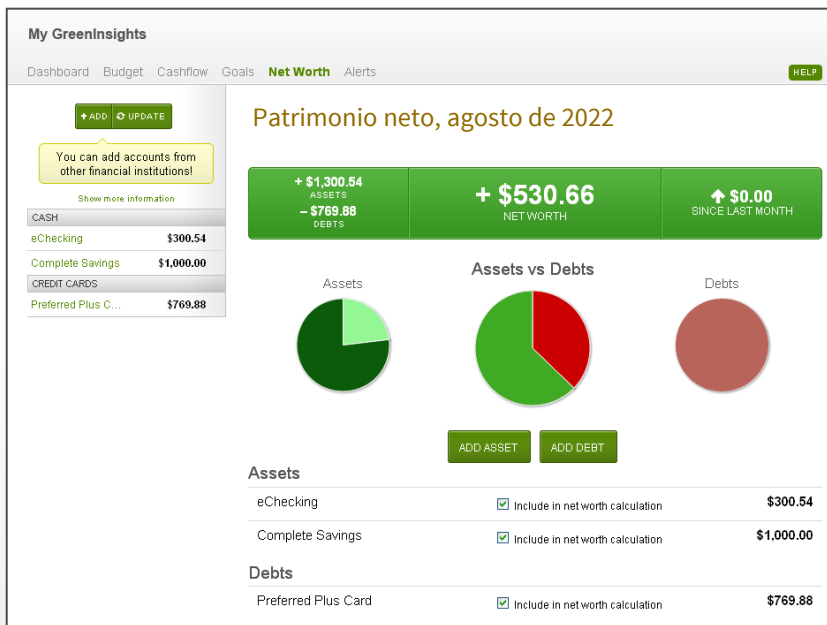 My GreenInsights
Dashboard Budget Cashflow Goals Net Worth Alerts
HELP
+ ADD UPDATE
You can add accounts from
other financial institutions!
Show more information
CASH
eChecking $300.54
Complete Savings $1,000.00
CREDIT CARDS
Preferred Plus C... $769.88
Patrimonio neto, agosto de 2022
+ $1,300.54
ASSETS
– $769.88
DEBTS
+ $530.66
NET WORTH
$0.00
SINCE LAST MONTH
Assets
Assets vs Debts
Debts
ADD ASSET ADD DEBT
Assets
eChecking Include in net worth calculation $300.54
Complete Savings Include in net worth calculation $1,000.00
Debts
Preferred Plus Card Include in net worth calculation $769.88